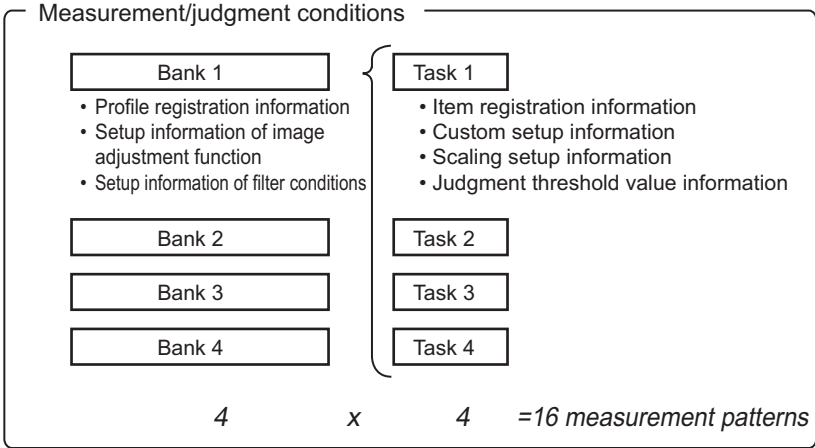 Measurement/judgment conditions
Bank 1
• Profile registration information
• Setup information of image
adjustment function
• Setup information of filter conditions
Bank 2
Bank 3
Bank 4
Task 1
• Item registration information
• Custom setup information
• Scaling setup information
• Judgment threshold value information
Task 2
Task 3
Task 4
4 x 4 =16 measurement patterns